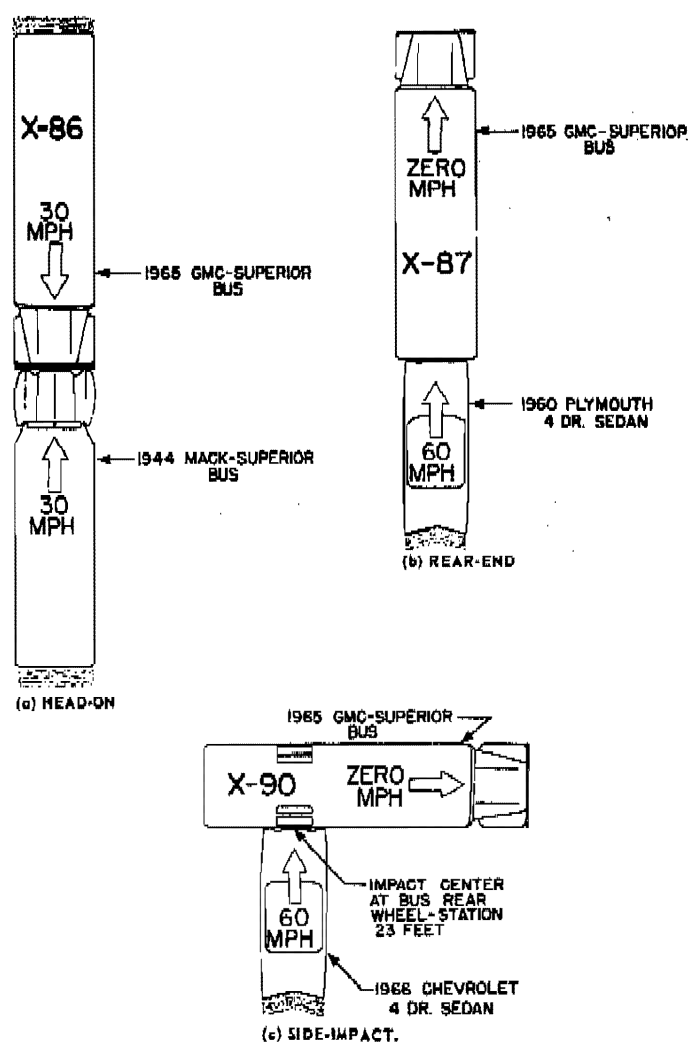 X-86
30
MPH
1965 GMC-SUPERIOR
BUS
1944 MACK-SUPERIOR
BUS
30
MPH
(a) HEAD-ON
ZERO
MPH
1965 GMC-SUPERIOR
BUS
X-87
1960 PLYMOUTH
4 DR. SEDAN
60
MPH
(b) REAR-END
1965 GMC-SUPERIOR
BUS
X-90
ZERO
MPH
IMPACT CENTER
AT BUS REAR
WHEEL-STATION
23 FEET
60
MPH
1966 CHEVROLET
4 DR. SEDAN
(c) SIDE-IMPACT.